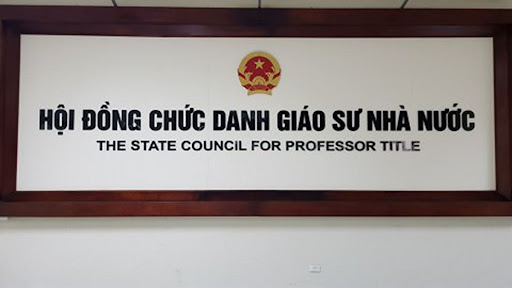 HỘI ĐỒNG CHỨC DANH GIÁO SƯ NHÀ NƯỚC
THE STATE COUNCIL FOR PROFESSOR TITLE